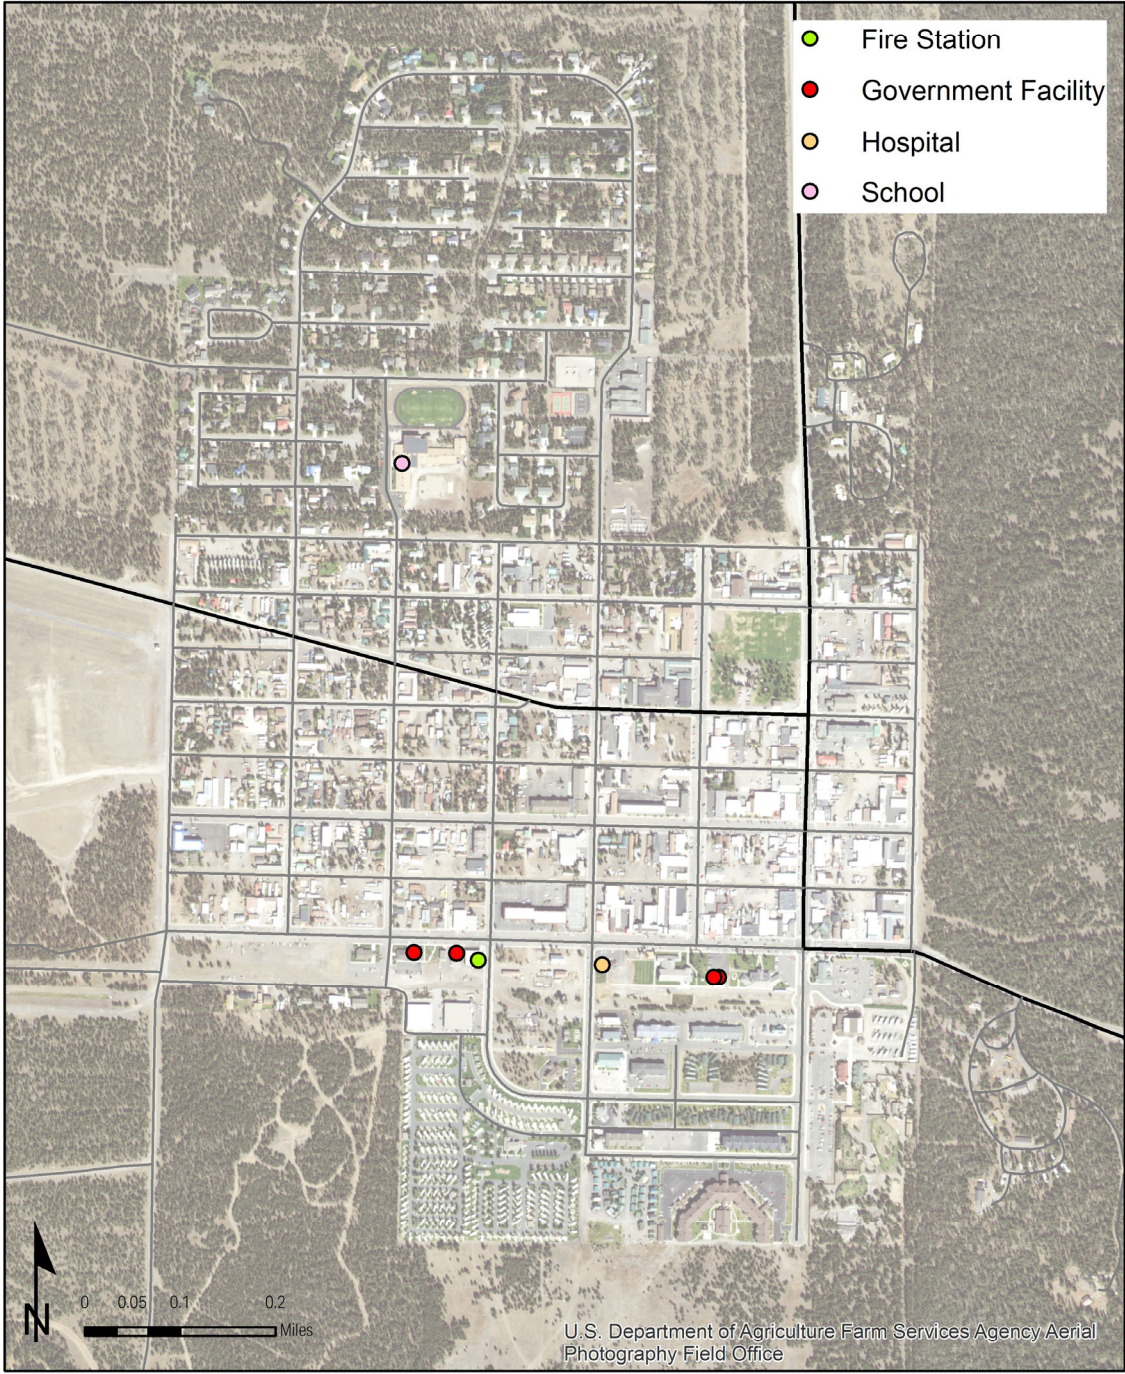 Fire Station
Government Facility
Hospital
School
N
0 0.05 0.1 0.2
Miles
U.S. Department of Agriculture Farm Services Agency Aerial
Photography Field Office